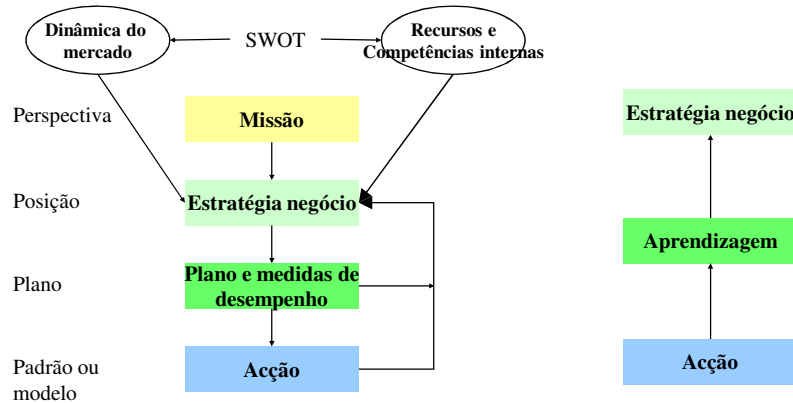 Dinâmica do
mercado
SWOT
Recursos e
Competências internas
Perspectiva
Missão
Estratégia negócio
Posição
Estratégia negócio
Aprendizagem
Plano
Plano e medidas de
desempenho
Padrão ou
modelo
Acção
Acção